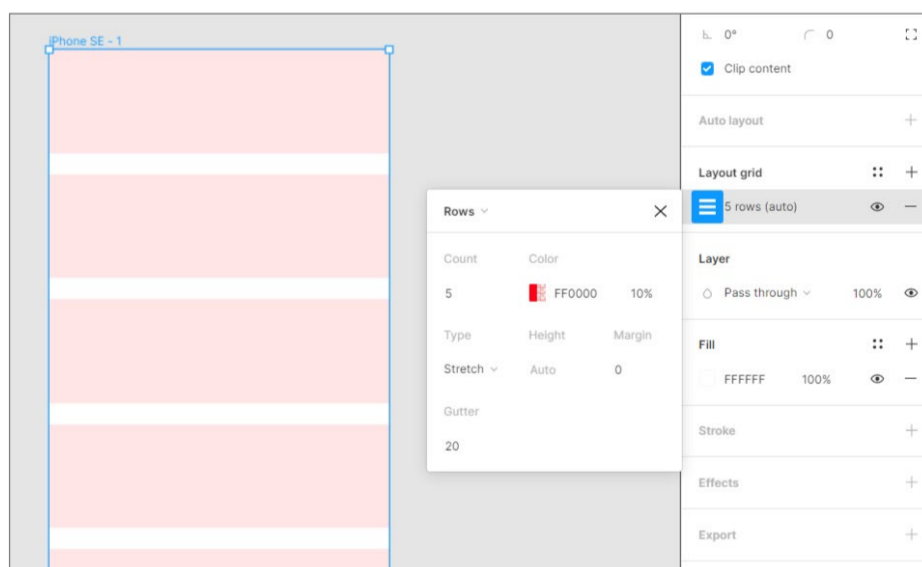 iPhone SE - 1
0° 0
Clip content
Auto layout
Layout grid
5 rows (auto)
Rows
Count Color
5 FF0000 10%
Type Height Margin
Stretch Auto 0
Gutter
20
Layer
Pass through 100%
Fill
FFFFFF 100%
Stroke
Effects
Export